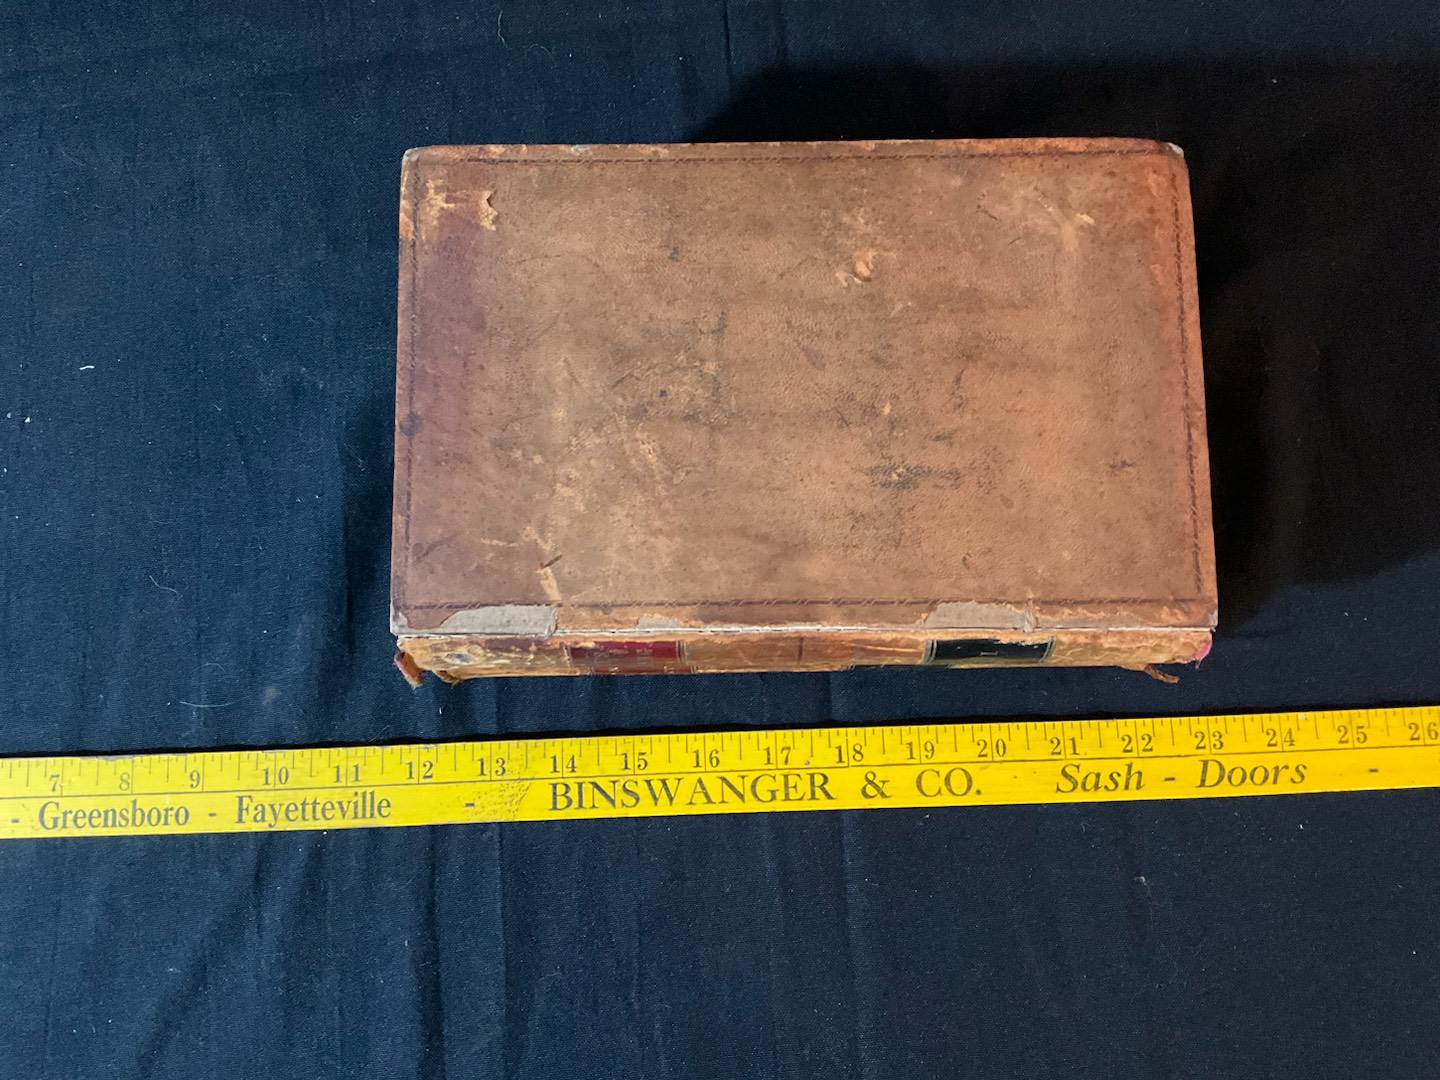 7 8 9 10 11 12 13 14 15 16 17 18 19 20 21 22 23 24 25 26
- Greensboro - Fayetteville - BINSWANGER & CO. Sash - Doors -